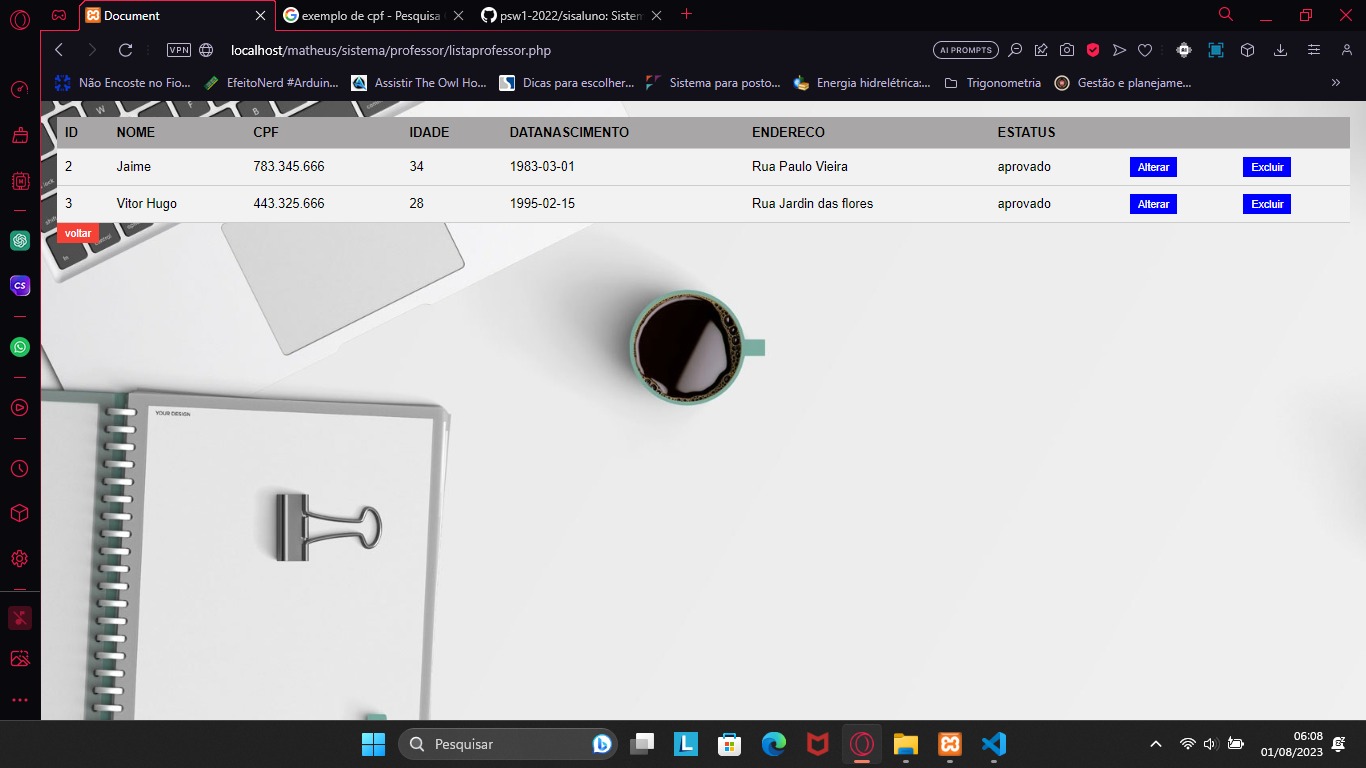 Document
exemplo de cpf - Pesquisa
psw1-2022/sisaluno: Sistem
VPN
localhost/matheus/sistema/professor/listaprofessor.php
AI PROMPTS
Não Encoste no Fio...
EfeitoNerd #Arduin...
Assistir The Owl Ho...
Dicas para escolher...
Sistema para posto...
Energia hidrelétrica:...
Trigonometria
Gestão e planejame...
ID NOME CPF IDADE DATANASCIMENTO ENDERECO ESTATUS
2 Jaime 783.345.666 34 1983-03-01 Rua Paulo Vieira aprovado Alterar Excluir
3 Vitor Hugo 443.325.666 28 1995-02-15 Rua Jardin das flores aprovado Alterar Excluir
voltar
CS
YOUR DESIGN
Pesquisar
L
06:08
01/08/2023